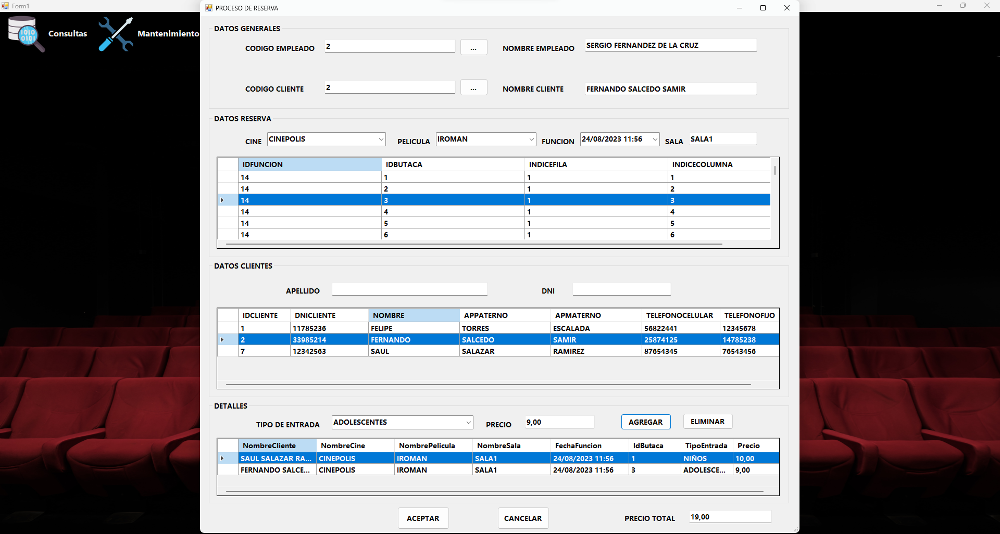 Form1
Consultas
Mantenimiento
PROCESO DE RESERVA
DATOS GENERALES
CODIGO EMPLEADO 2 ... NOMBRE EMPLEADO SERGIO FERNANDEZ DE LA CRUZ
CODIGO CLIENTE 2 ... NOMBRE CLIENTE FERNANDO SALCEDO SAMIR
DATOS RESERVA
CINE CINEPOLIS PELICULA IROMAN FUNCION 24/08/2023 11:56 SALA SALA1
IDFUNCION IDBUTACA INDICEFILA INDICECOLUMNA
14 1 1 1
14 2 1 2
14 3 1 3
14 4 1 4
14 5 1 5
14 6 1 6
DATOS CLIENTES
APELLIDO DNI
IDCLIENTE DNICLIENTE NOMBRE APPATERNO APMATERNO TELEFONOCELULAR TELEFONOFIJO
1 11785236 FELIPE TORRES ESCALADA 56822441 12345678
2 33985214 FERNANDO SALCEDO SAMIR 25874125 14785238
7 12342563 SAUL SALAZAR RAMIREZ 87654345 76543456
DETALLES
TIPO DE ENTRADA ADOLESCENTES PRECIO 9,00 AGREGAR ELIMINAR
NombreCliente NombreCine NombrePelicula NombreSala FechaFuncion IdButaca TipoEntrada Precio
SAUL SALAZAR RA... CINEPOLIS IROMAN SALA1 24/08/2023 11:56 1 NIÑOS 10,00
FERNANDO SALCE... CINEPOLIS IROMAN SALA1 24/08/2023 11:56 3 ADOLESCE... 9,00
ACEPTAR CANCELAR PRECIO TOTAL 19,00